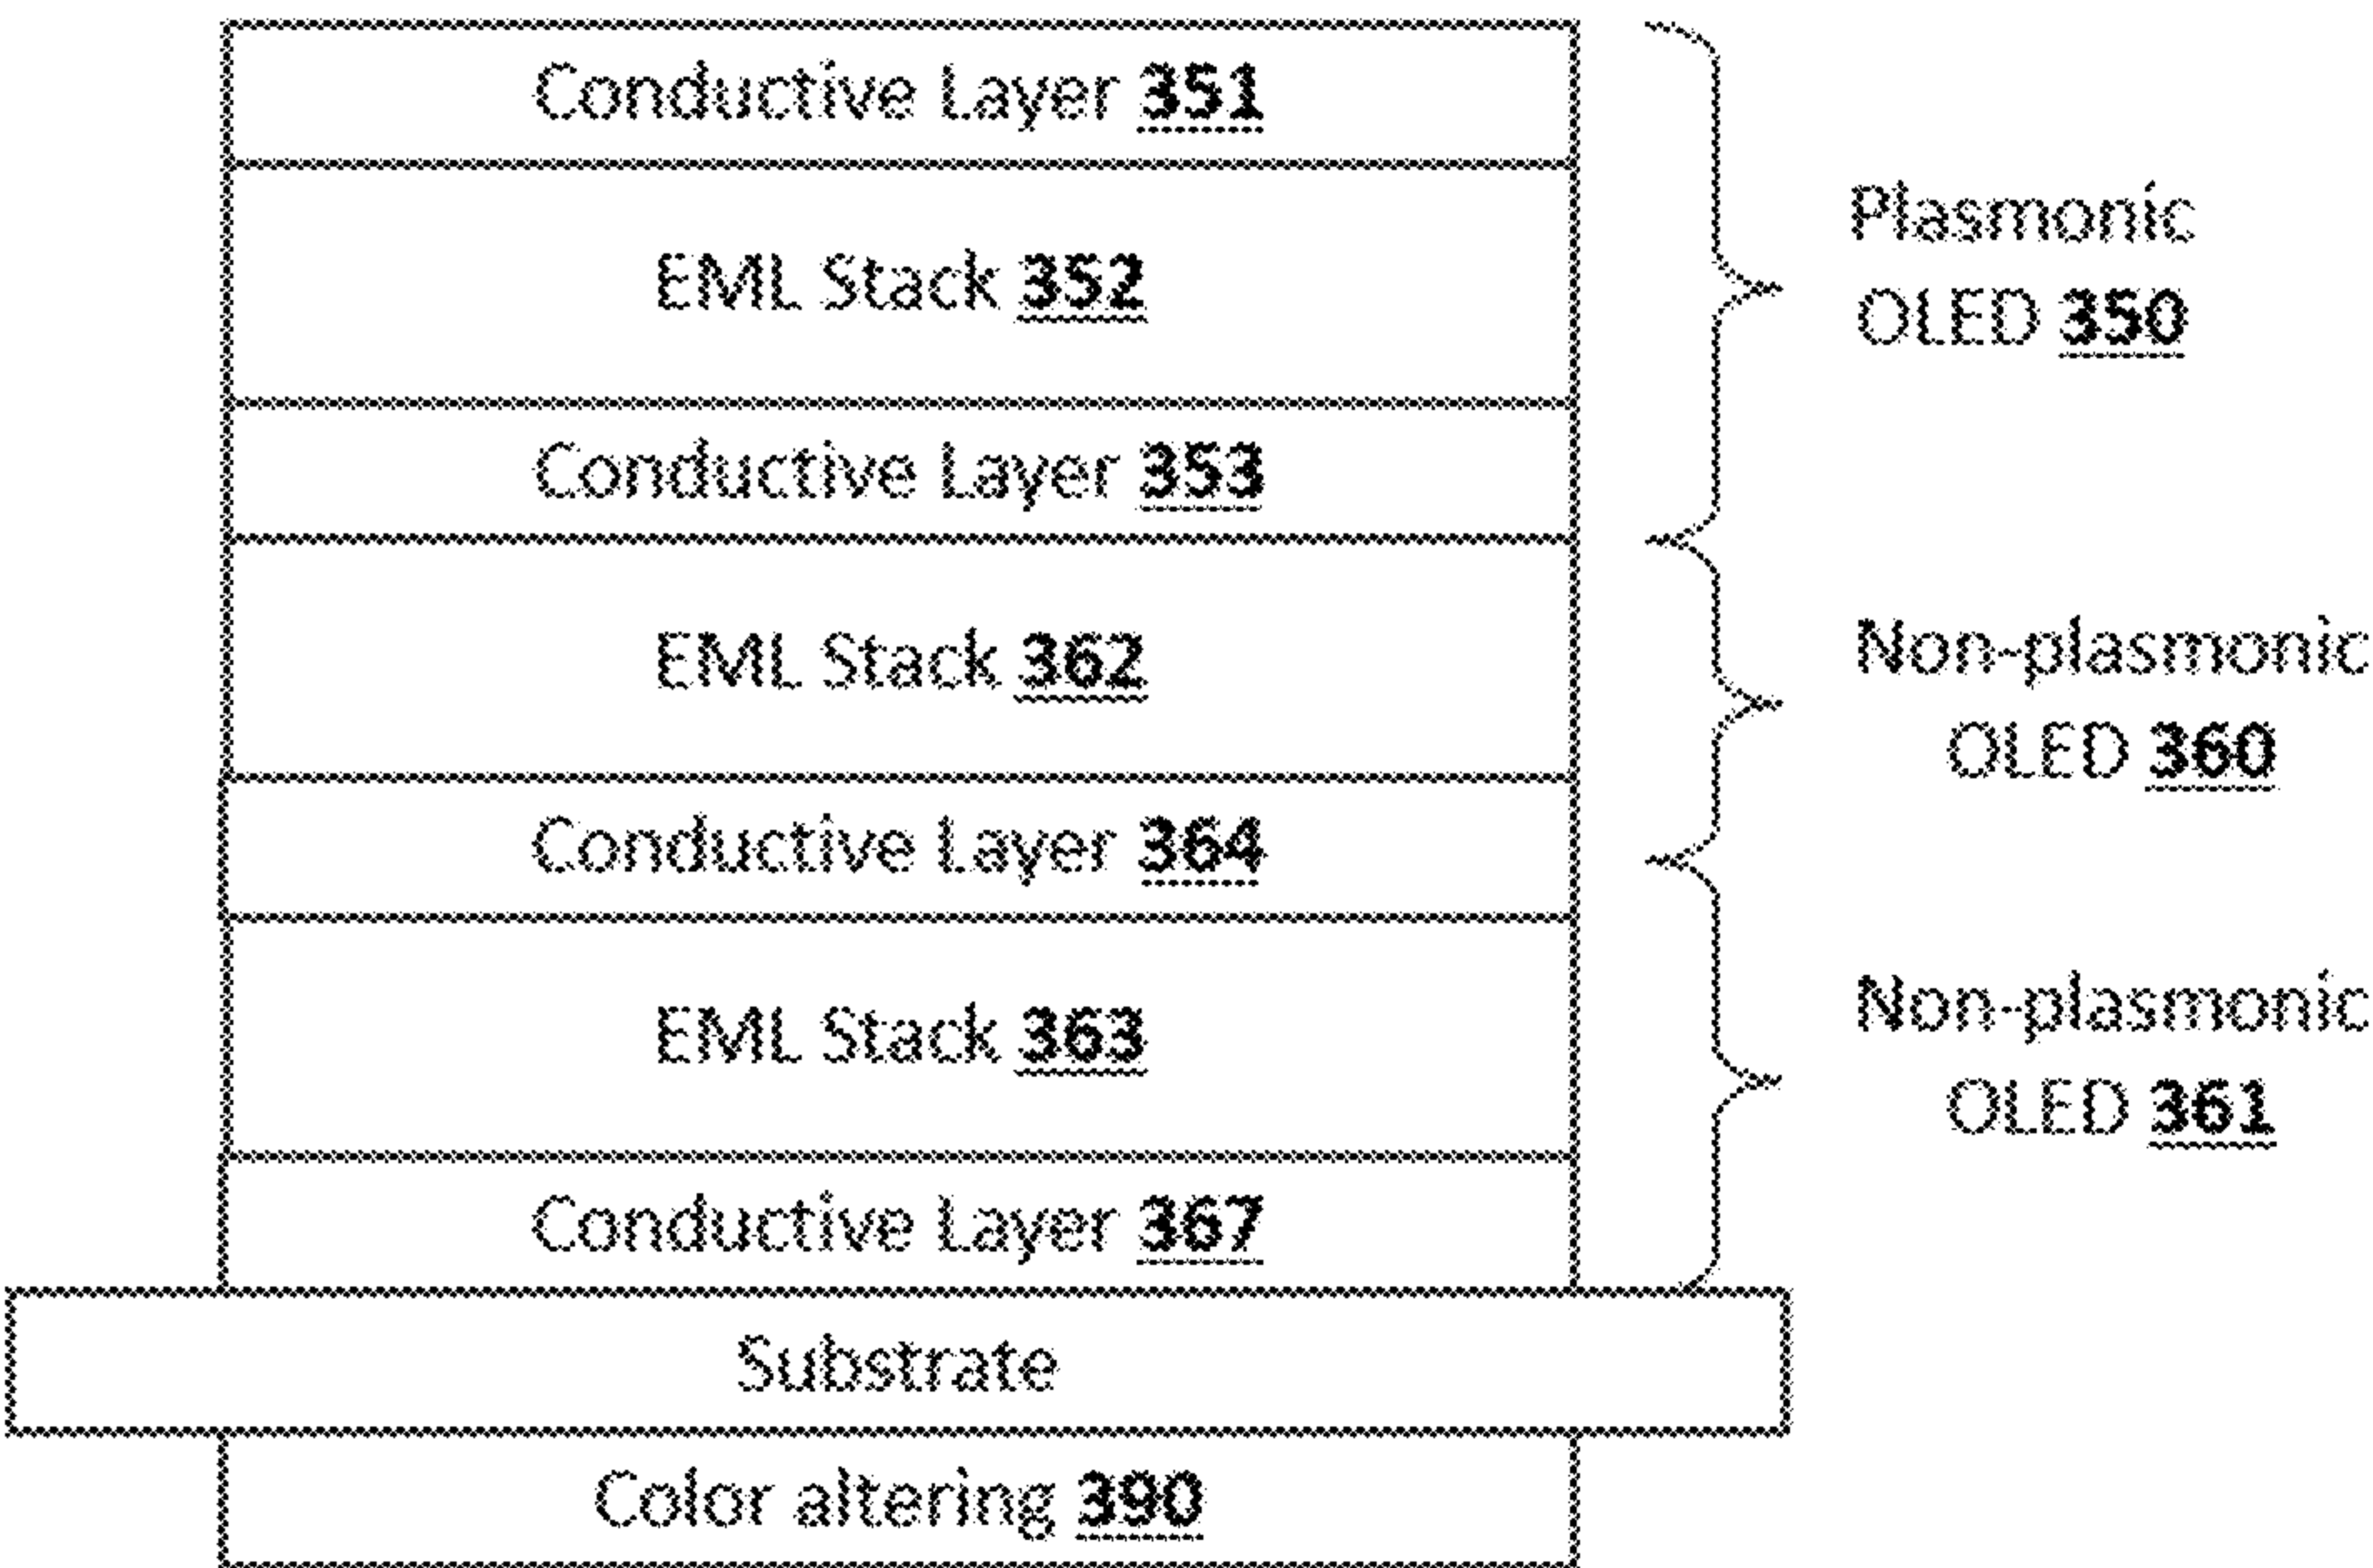 Conductive Layer 351
EML Stack 352
Conductive Layer 353
EML Stack 362
Conductive Layer 364
EML Stack 363
Conductive Layer 367
Substrate
Color altering 390
Plasmonic
OLED 350
Non-plasmonic
OLED 360
Non-plasmonic
OLED 361